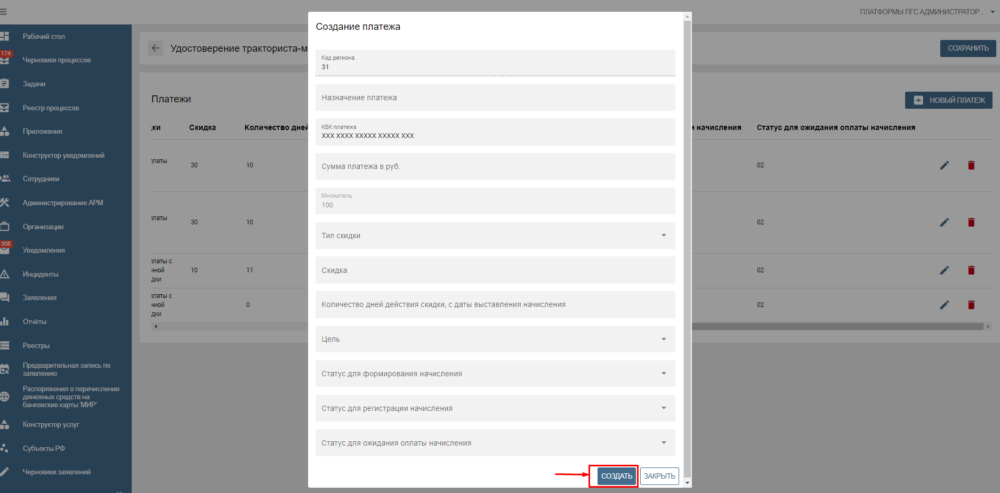 ПЛАТФОРМЫ ПГС АДМИНИСТРАТОР .
Рабочий стол
174
Черновики процессов
Задачи
Реестр процессов
Приложения
Конструктор уведомлений
Сотрудники
Администрирование АРМ
Организации
308
Уведомления
Инциденты
Заявления
Отчёты
Реестры
Предварительная запись по
заявлению
Распоряжения о перечислении
денежных средств на
банковские карты 'МИР'
Конструктор услуг
Субъекты РФ
Черновики заявлений
Удостоверение тракториста-м
СОХРАНИТЬ
Платежи
НОВЫЙ ПЛАТЕЖ
ки Скидка Количество дней и начисления Статус для ожидания оплаты начисления
платы 30 10 02
платы 30 10 02
платы с
нной
дки
10 11 02
платы с
нной
дки
0 02
Создание платежа
Код региона
31
Назначение платежа
КБК платежа
XXX XXXX XXXXX XXXXX XXX
Сумма платежа в руб.
Множитель
100
Тип скидки
Скидка
Количество дней действия скидки, с даты выставления начисления
Цель
Статус для формирования начисления
Статус для регистрации начисления
Статус для ожидания оплаты начисления
СОЗДАТЬ ЗАКРЫТЬ